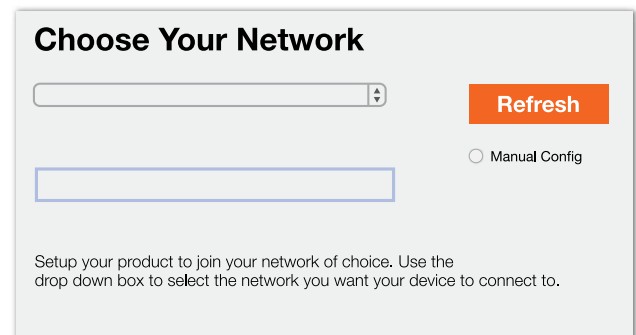 Choose Your Network
Refresh
Manual Config
Setup your product to join your network of choice. Use the
drop down box to select the network you want your device to connect to.